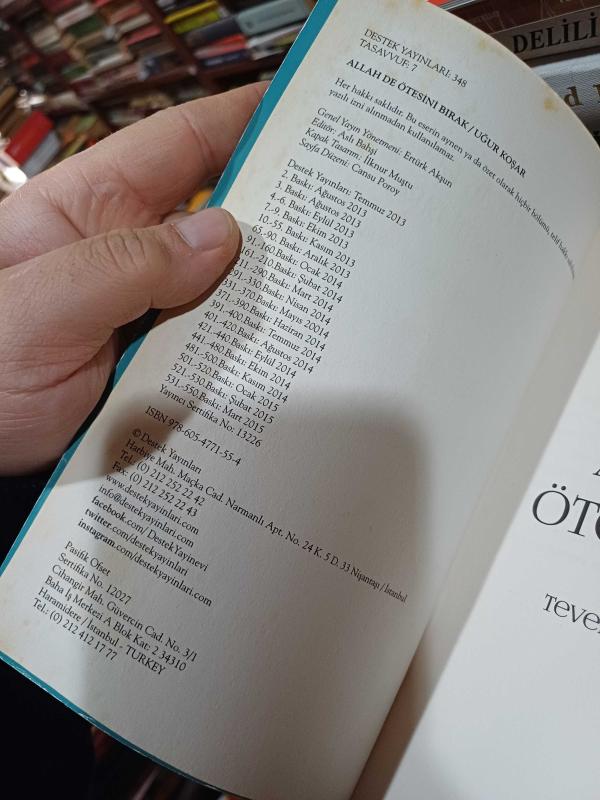 DESTEK YAYINLARI: 348
TASAVVUF: 7
ALLAH DE ÖTESİNİ BIRAK / UĞUR KOŞAR
Her hakkı saklıdır. Bu eserin aynen ya da özet olarak hiçbir bölümü, telif hakkı
yazılı izni alınmadan kullanılamaz.
Genel Yayın Yönetmeni: Ertürk Akşun
Editör: Aslı Bahşi
Kapak Tasarım: İlknur Muştu
Sayfa Düzeni: Cansu Poroy
Destek Yayınları: Temmuz 2013
2. Baskı: Ağustos 2013
3. Baskı: Ağustos 2013
4.-6. Baskı: Eylül 2013
7.-9. Baskı: Ekim 2013
10.-55. Baskı: Kasım 2013
65.-90. Baskı: Aralık 2013
91.-160.Baskı: Ocak 2014
161.-210.Baskı: Şubat 2014
211.-290.Baskı: Mart 2014
291.-330.Baskı: Nisan 2014
331.-370.Baskı: Mayıs 20014
371.-390.Baskı: Haziran 2014
391.-400.Baskı: Temmuz 2014
401.-420.Baskı: Ağustos 2014
421.-440.Baskı: Eylül 2014
441.-480.Baskı: Ekim 2014
481.-500.Baskı: Kasım 2014
501.-520.Baskı: Ocak 2015
521.-530.Baskı: Şubat 2015
531.-550.Baskı: Mart 2015
Yayıncı Sertifika No: 13226
ISBN 978-605-4771-55-4
© Destek Yayınları
Harbiye Mah. Maçka Cad. Narmanlı Apt. No. 24 K. 5 D. 33 Nişantaşı / İstanbul
Tel.: (0) 212 252 22 42
Fax: (0) 212 252 22 43
www.destekyayinlari.com
info@destekyayinlari.com
facebook.com/ DestekYayinevi
twitter.com/destekyayinlari
instagram.com/destekyayinlari
Pasifik Ofset
Sertifika No. 12027
Cihangir Mah. Güvercin Cad. No. 3/1
Baha İş Merkezi A Blok Kat: 2 34310
Haramidere / İstanbul - TURKEY
Tel.: (0) 212 412 17 77
DELİLİ
ÖT